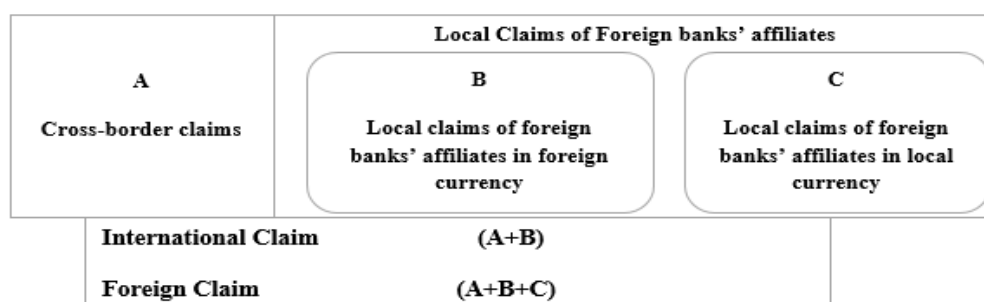 Local Claims of Foreign banks’ affiliates
A
Cross-border claims
B
Local claims of foreign
banks’ affiliates in foreign
currency
C
Local claims of foreign
banks’ affiliates in local
currency
International Claim (A+B)
Foreign Claim (A+B+C)